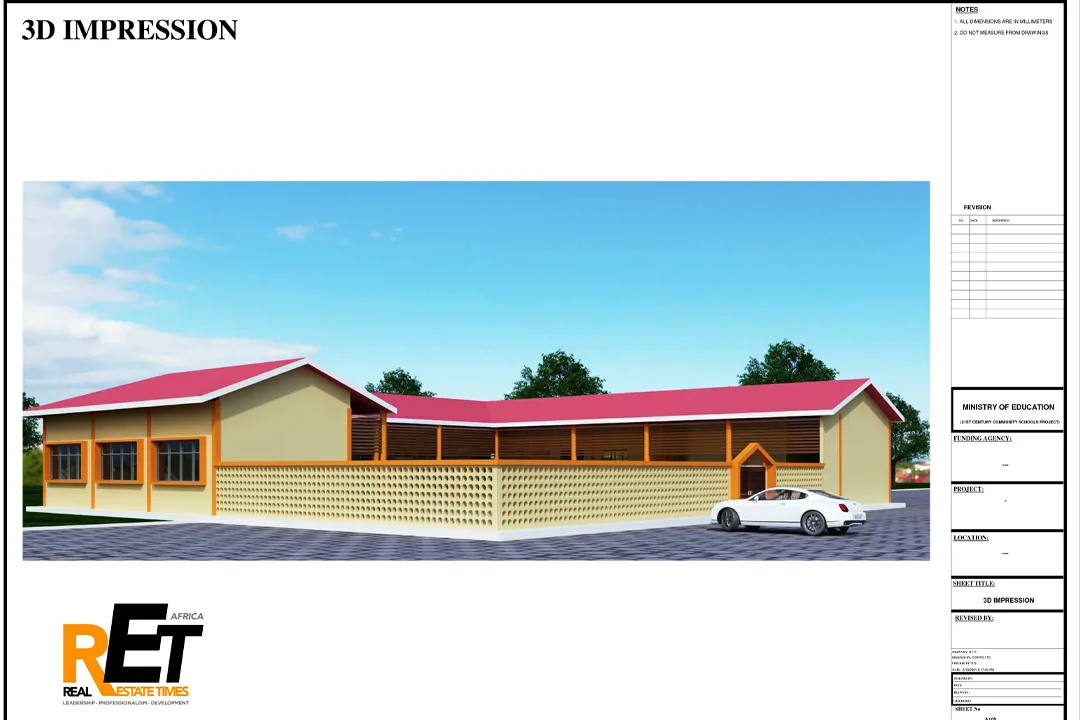 3D IMPRESSION
AFRICA
RET
REAL ESTATE TIMES
LEADERSHIP - PROFESSIONALISM - DEVELOPMENT
NOTES
1. ALL DIMENSIONS ARE IN MILLIMETERS
2. DO NOT MEASURE FROM DRAWINGS
REVISION
NO DATE
MINISTRY OF EDUCATION
(21ST CENTURY COMMUNITY SCHOOLS PROJECT)
FUNDING AGENCY:
---
PROJECT:
-
LOCATION:
---
SHEET TITLE:
3D IMPRESSION
REVISED BY:
SHEET No